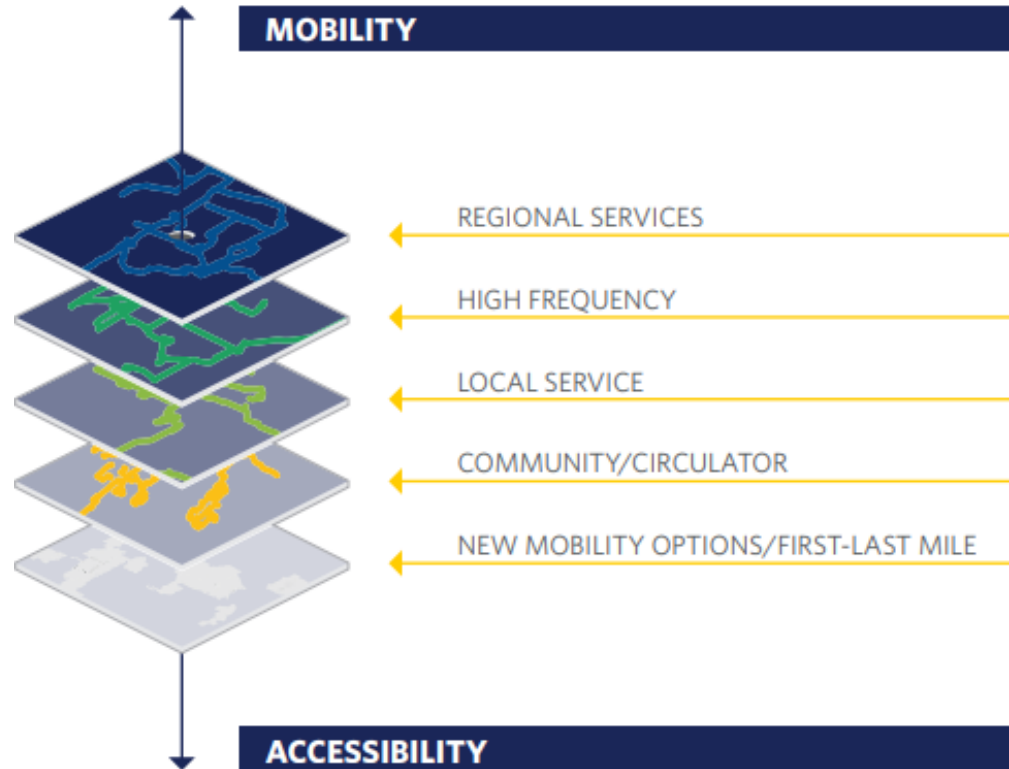 MOBILITY
REGIONAL SERVICES
HIGH FREQUENCY
LOCAL SERVICE
COMMUNITY/CIRCULATOR
NEW MOBILITY OPTIONS/FIRST-LAST MILE
ACCESSIBILITY